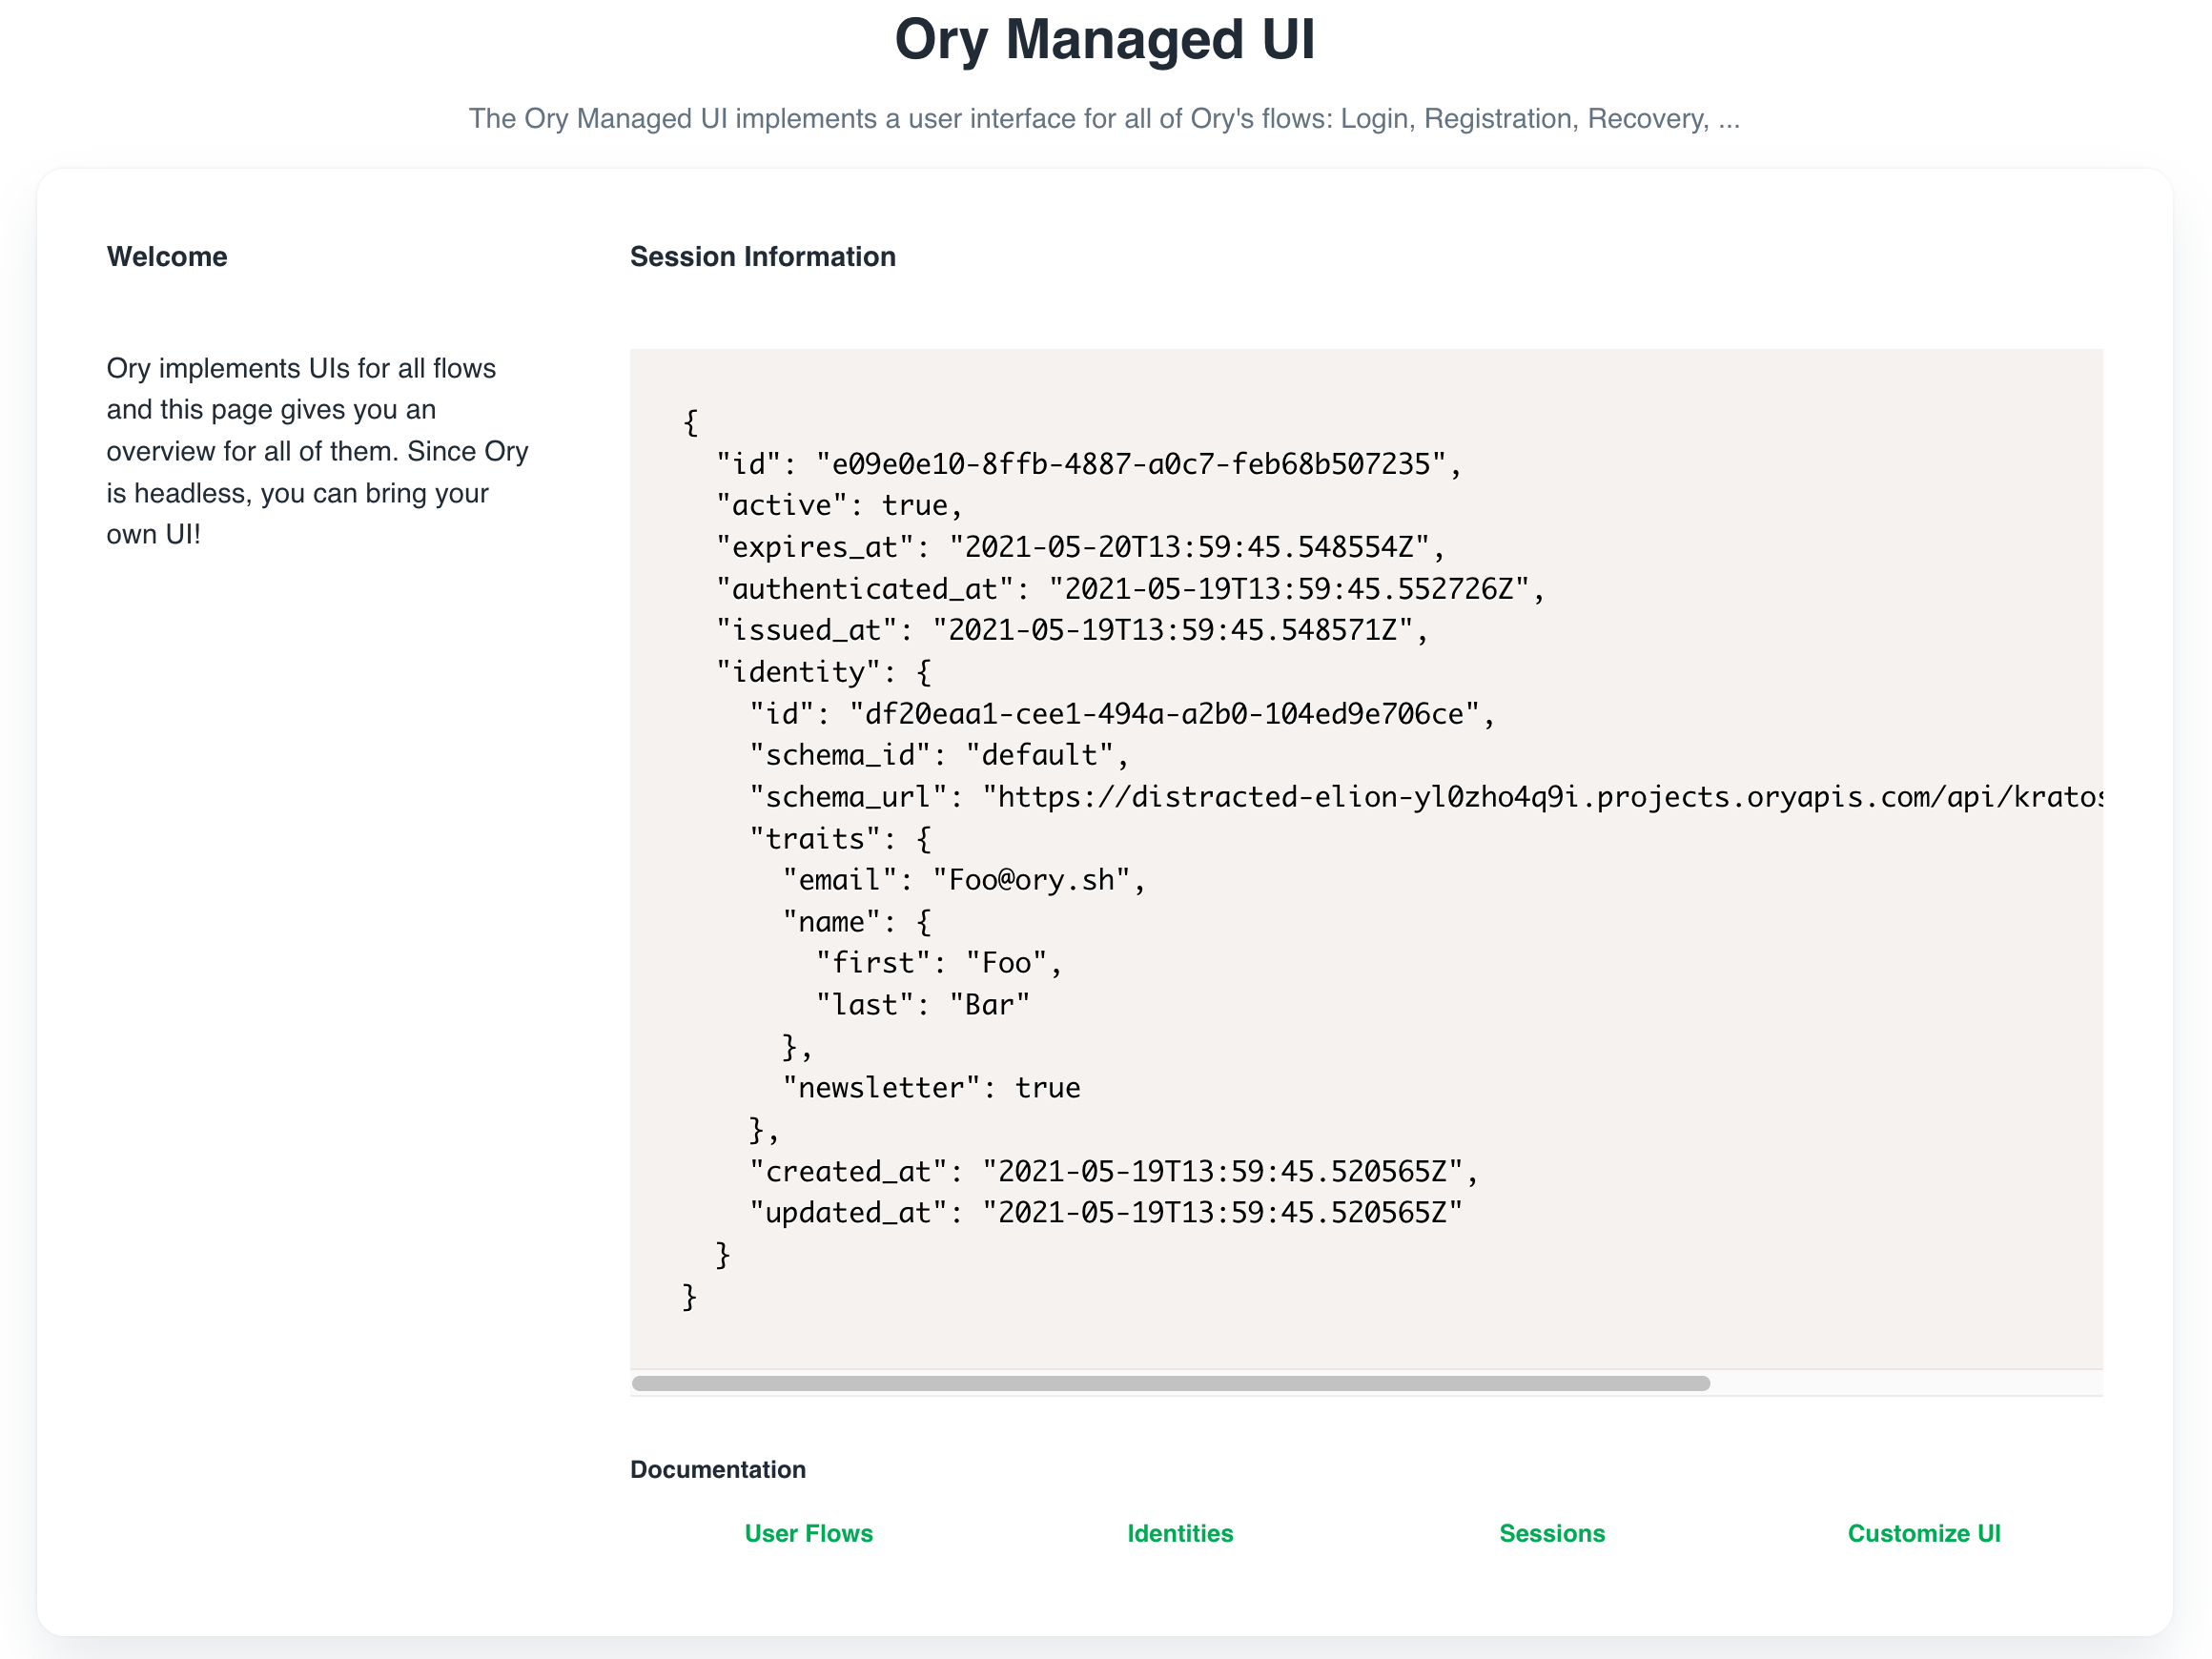 Ory Managed UI
The Ory Managed UI implements a user interface for all of Ory's flows: Login, Registration, Recovery, ...
Welcome
Ory implements UIs for all flows
and this page gives you an
overview for all of them. Since Ory
is headless, you can bring your
own UI!
Session Information
{
  "id": "e09e0e10-8ffb-4887-a0c7-feb68b507235",
  "active": true,
  "expires_at": "2021-05-20T13:59:45.548554Z",
  "authenticated_at": "2021-05-19T13:59:45.552726Z",
  "issued_at": "2021-05-19T13:59:45.548571Z",
  "identity": {
    "id": "df20eaa1-cee1-494a-a2b0-104ed9e706ce",
    "schema_id": "default",
    "schema_url": "https://distracted-elion-yl0zho4q9i.projects.oryapis.com/api/kratos
    "traits": {
      "email": "Foo@ory.sh",
      "name": {
        "first": "Foo",
        "last": "Bar"
      },
      "newsletter": true
    },
    "created_at": "2021-05-19T13:59:45.520565Z",
    "updated_at": "2021-05-19T13:59:45.520565Z"
  }
}
Documentation
User Flows Identities Sessions Customize UI